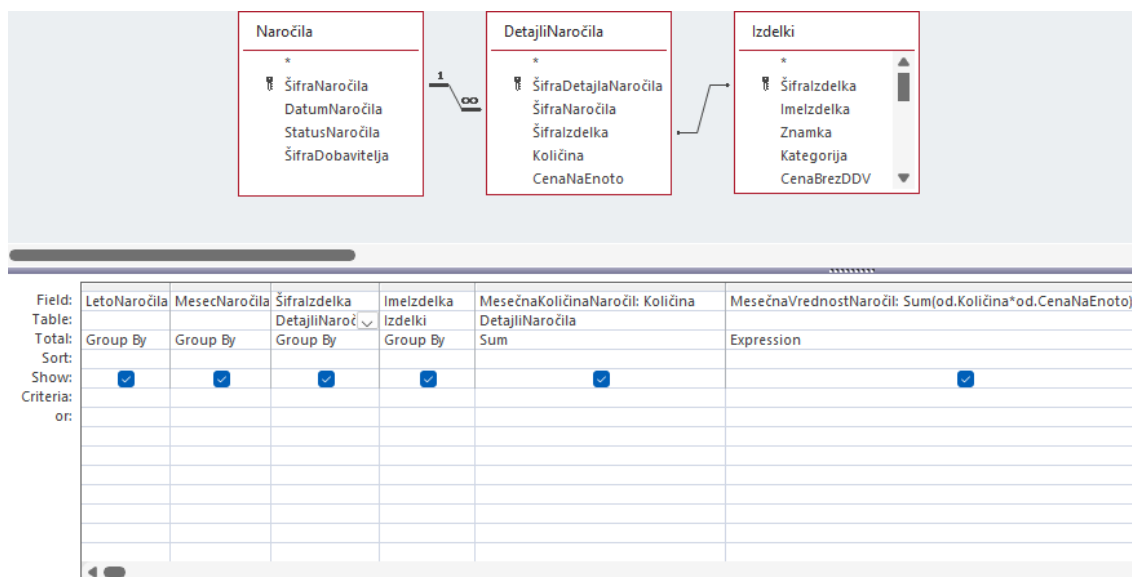 Naročila
*
ŠifraNaročila
DatumNaročila
StatusNaročila
ŠifraDobavitelja
1
∞
DetajliNaročila
*
ŠifraDetajlaNaročila
ŠifraNaročila
ŠifraIzdelka
Količina
CenaNaEnoto
Izdelki
*
ŠifraIzdelka
ImeIzdelka
Znamka
Kategorija
CenaBrezDDV
Field: LetoNaročila MesecNaročila ŠifraIzdelka ImeIzdelka MesečnaKoličinaNaročil: Količina MesečnaVrednostNaročil: Sum(od.Količina*od.CenaNaEnoto)
Table: DetajliNaroč Izdelki DetajliNaročila
Total: Group By Group By Group By Group By Sum Expression
Sort:
Show:
Criteria:
or: